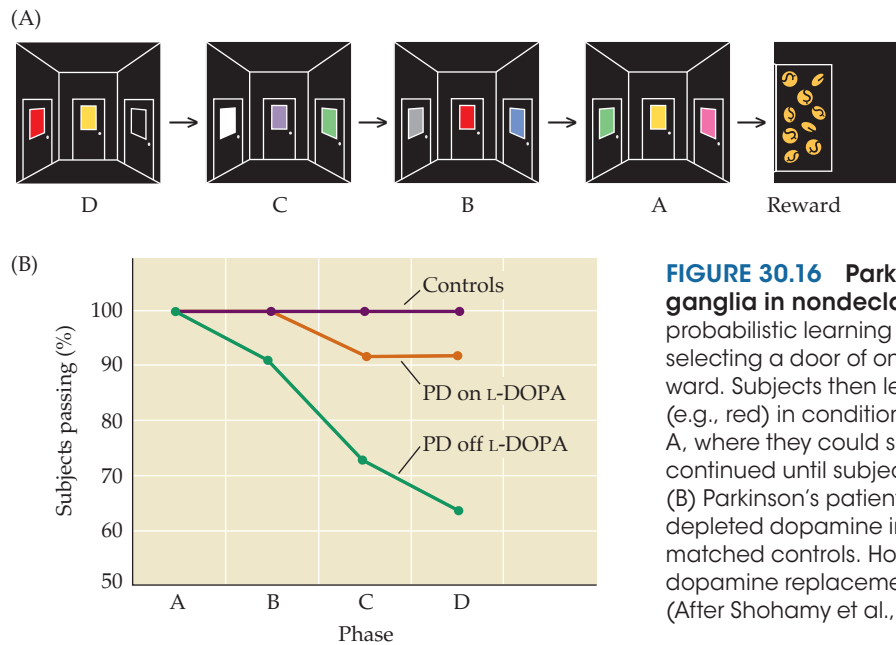 (A)
D
C
B
A
Reward
(B)
Subjects passing (%)
100
90
80
70
60
50
Controls
PD on L-DOPA
PD off L-DOPA
A
B
C
D
Phase
FIGURE 30.16 Park
ganglia in nondecla
probabilistic learning
selecting a door of on
ward. Subjects then le
(e.g., red) in condition
A, where they could s
continued until subjec
(B) Parkinson's patient
depleted dopamine in
matched controls. Ho
dopamine replaceme
(After Shohamy et al.,